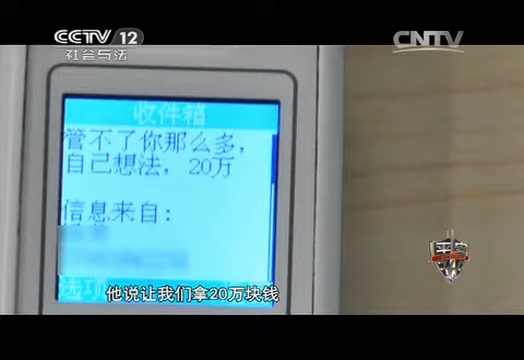 CCTV 12
社会与法
CNTV
收件箱
管不了你那么多，
自己想法，20万
信息来自：
选项
他说让我们拿20万块钱